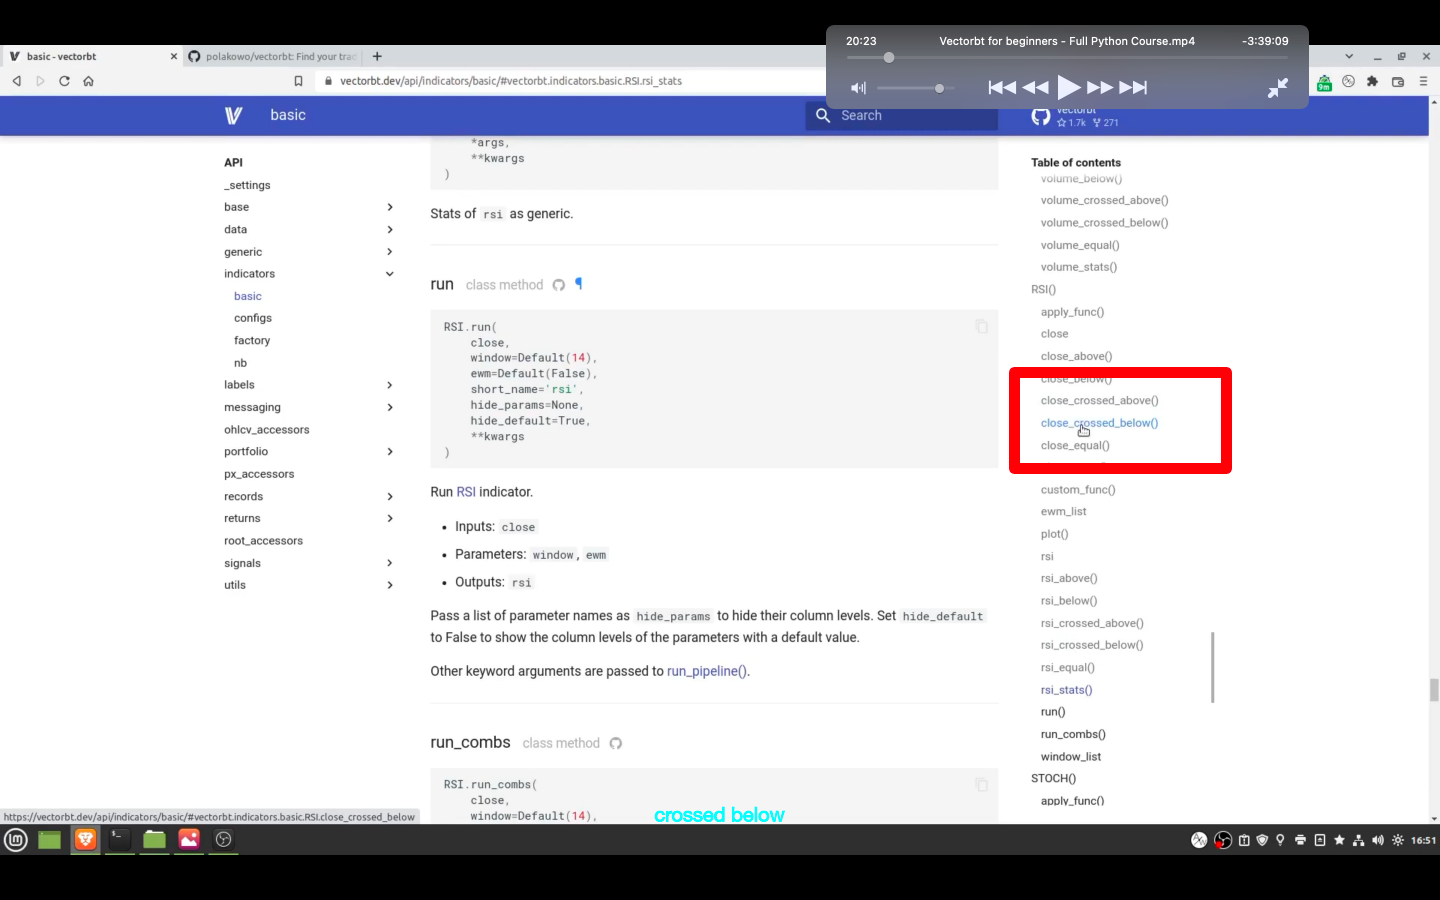 20:23
Vectorbt for beginners - Full Python Course.mp4
-3:39:09
basic - vectorbt
polakowo/vectorbt: Find your trad
vectorbt.dev/api/indicators/basic/#vectorbt.indicators.basic.RSI.rsi_stats
9m
basic
Search
vectorbt
1.7k 271
API
_settings
base
data
generic
indicators
basic
configs
factory
nb
labels
messaging
ohlcv_accessors
portfolio
px_accessors
records
returns
root_accessors
signals
utils
*args,
**kwargs
)
Stats of rsi as generic.
run class method ¶
RSI.run(
close,
window=Default(14),
ewm=Default(False),
short_name='rsi',
hide_params=None,
hide_default=True,
**kwargs
)
Run RSI indicator.
• Inputs: close
• Parameters: window, ewm
• Outputs: rsi
Pass a list of parameter names as hide_params to hide their column levels. Set hide_default
to False to show the column levels of the parameters with a default value.
Other keyword arguments are passed to run_pipeline().
run_combs class method
RSI.run_combs(
close,
window=Default(14),
Table of contents
volume_below()
volume_crossed_above()
volume_crossed_below()
volume_equal()
volume_stats()
RSI()
apply_func()
close
close_above()
close_below()
close_crossed_above()
close_crossed_below()
close_equal()
custom_func()
ewm_list
plot()
rsi
rsi_above()
rsi_below()
rsi_crossed_above()
rsi_crossed_below()
rsi_equal()
rsi_stats()
run()
run_combs()
window_list
STOCH()
apply_func()
https://vectorbt.dev/api/indicators/basic/#vectorbt.indicators.basic.RSI.close_crossed_below
crossed below
16:51